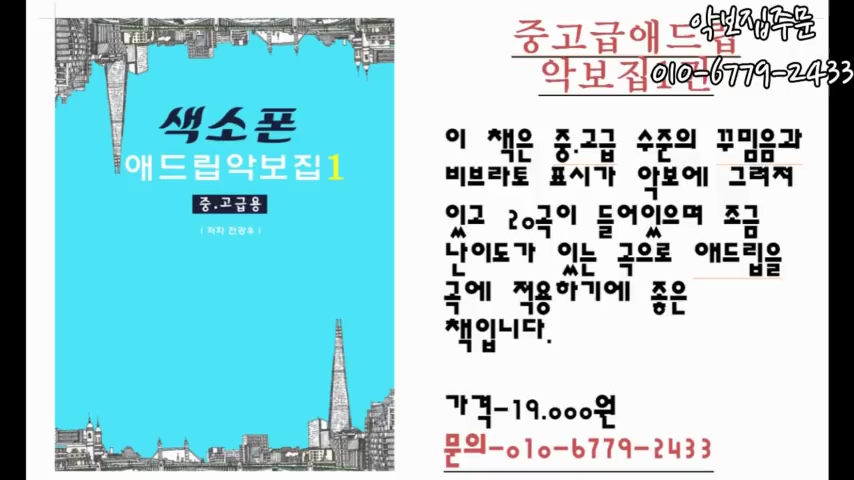 악보집주문
010-6779-2433
중고급애드립
악보집1권
색소폰
애드립악보집1
중.고급용
( 저자 전광우 )
이 책은 중.고급 수준의 꾸밈음과
비브라토 표시가 악보에 그려져
있고 20곡이 들어있으며 조금
난이도가 있는 곡으로 애드립을
곡에 적용하기에 좋은
책입니다.
가격-19.000원
문의-010-6779-2433